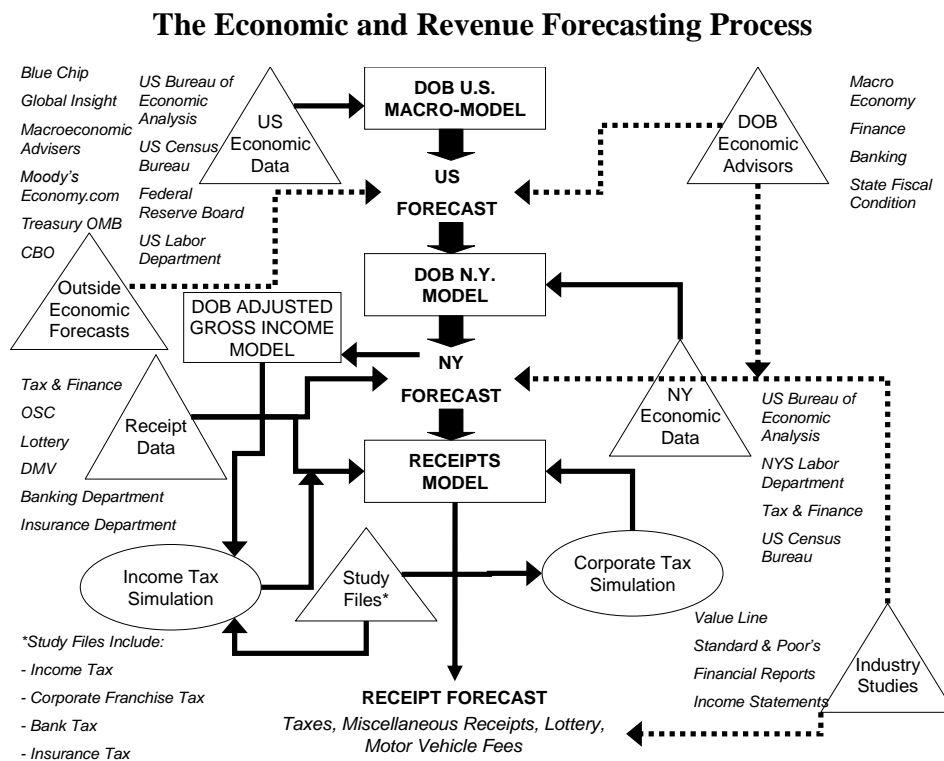 The Economic and Revenue Forecasting Process
Blue Chip
Global Insight
Macroeconomic
Advisers
Moody's
Economy.com
Treasury OMB
CBO
US Bureau of
Economic
Analysis
US Census
Bureau
Federal
Reserve Board
US Labor
Department
US
Economic
Data
DOB U.S.
MACRO-MODEL
US
FORECAST
DOB
Economic
Advisors
Macro
Economy
Finance
Banking
State Fiscal
Condition
Outside
Economic
Forecasts
DOB ADJUSTED
GROSS INCOME
MODEL
DOB N.Y.
MODEL
NY
FORECAST
Tax & Finance
OSC
Lottery
DMV
Banking Department
Insurance Department
Receipt
Data
RECEIPTS
MODEL
NY
Economic
Data
US Bureau of
Economic
Analysis
NYS Labor
Department
Tax & Finance
US Census
Bureau
Income Tax
Simulation
Study
Files*
Corporate Tax
Simulation
*Study Files Include:
- Income Tax
- Corporate Franchise Tax
- Bank Tax
- Insurance Tax
RECEIPT FORECAST
Taxes, Miscellaneous Receipts, Lottery,
Motor Vehicle Fees
Value Line
Standard & Poor's
Financial Reports
Income Statements
Industry
Studies